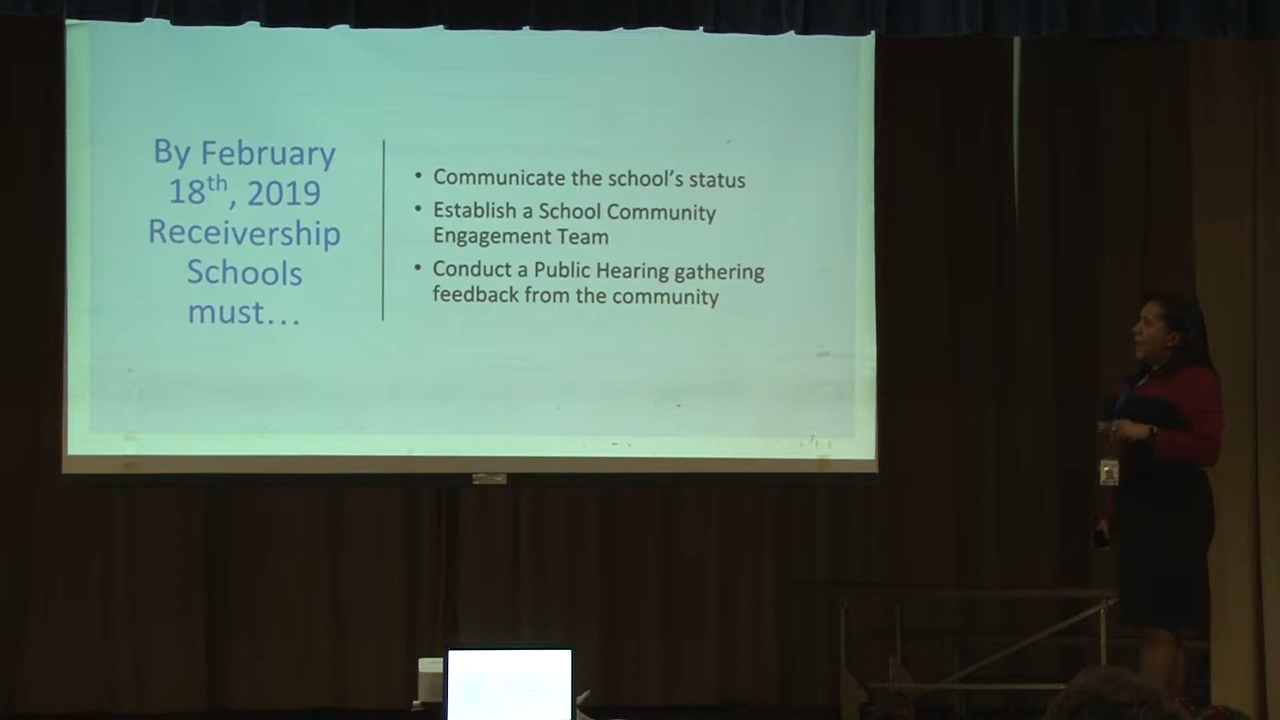 By February
18th, 2019
Receivership
Schools
must…
• Communicate the school's status
• Establish a School Community
Engagement Team
• Conduct a Public Hearing gathering
feedback from the community